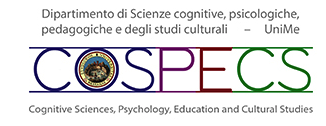 Dipartimento di Scienze cognitive, psicologiche,
pedagogiche e degli studi culturali – UniMe
COSPECS
Cognitive Sciences, Psychology, Education and Cultural Studies